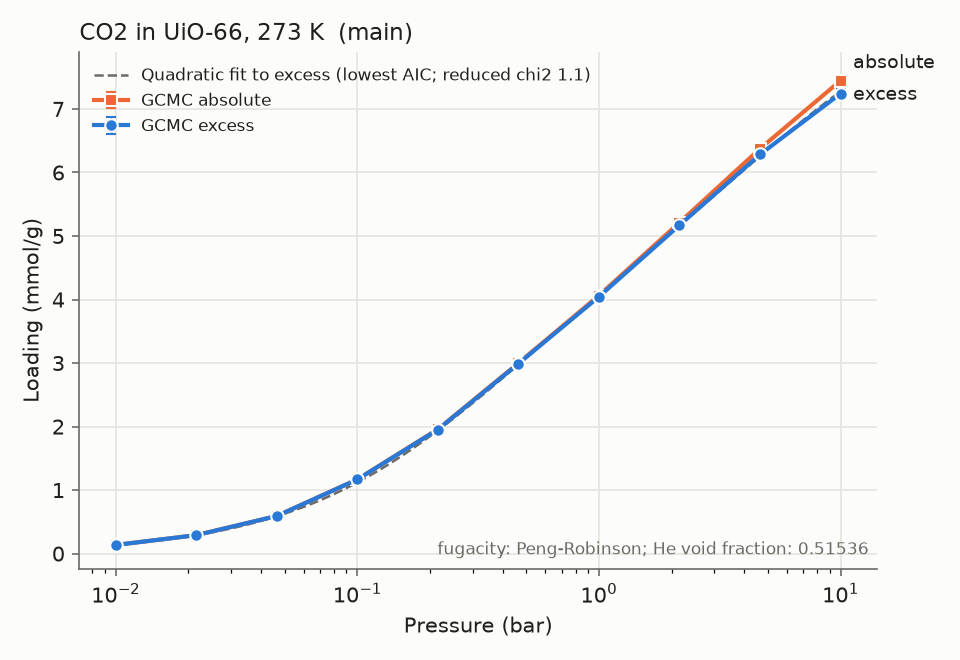 CO2 in UiO-66, 273 K  (main)
Quadratic fit to excess (lowest AIC; reduced chi2 1.1)
GCMC absolute
GCMC excess
absolute
excess
Loading (mmol/g)
7
6
5
4
3
2
1
0
fugacity: Peng-Robinson; He void fraction: 0.51536
10⁻² 10⁻¹ 10⁰ 10¹
Pressure (bar)